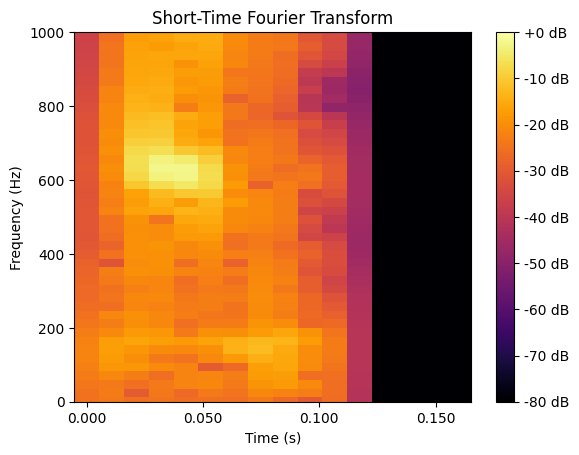 Short-Time Fourier Transform
1000
800
600
400
200
0
Frequency (Hz)
0.000
0.050
0.100
0.150
Time (s)
+0 dB
-10 dB
-20 dB
-30 dB
-40 dB
-50 dB
-60 dB
-70 dB
-80 dB